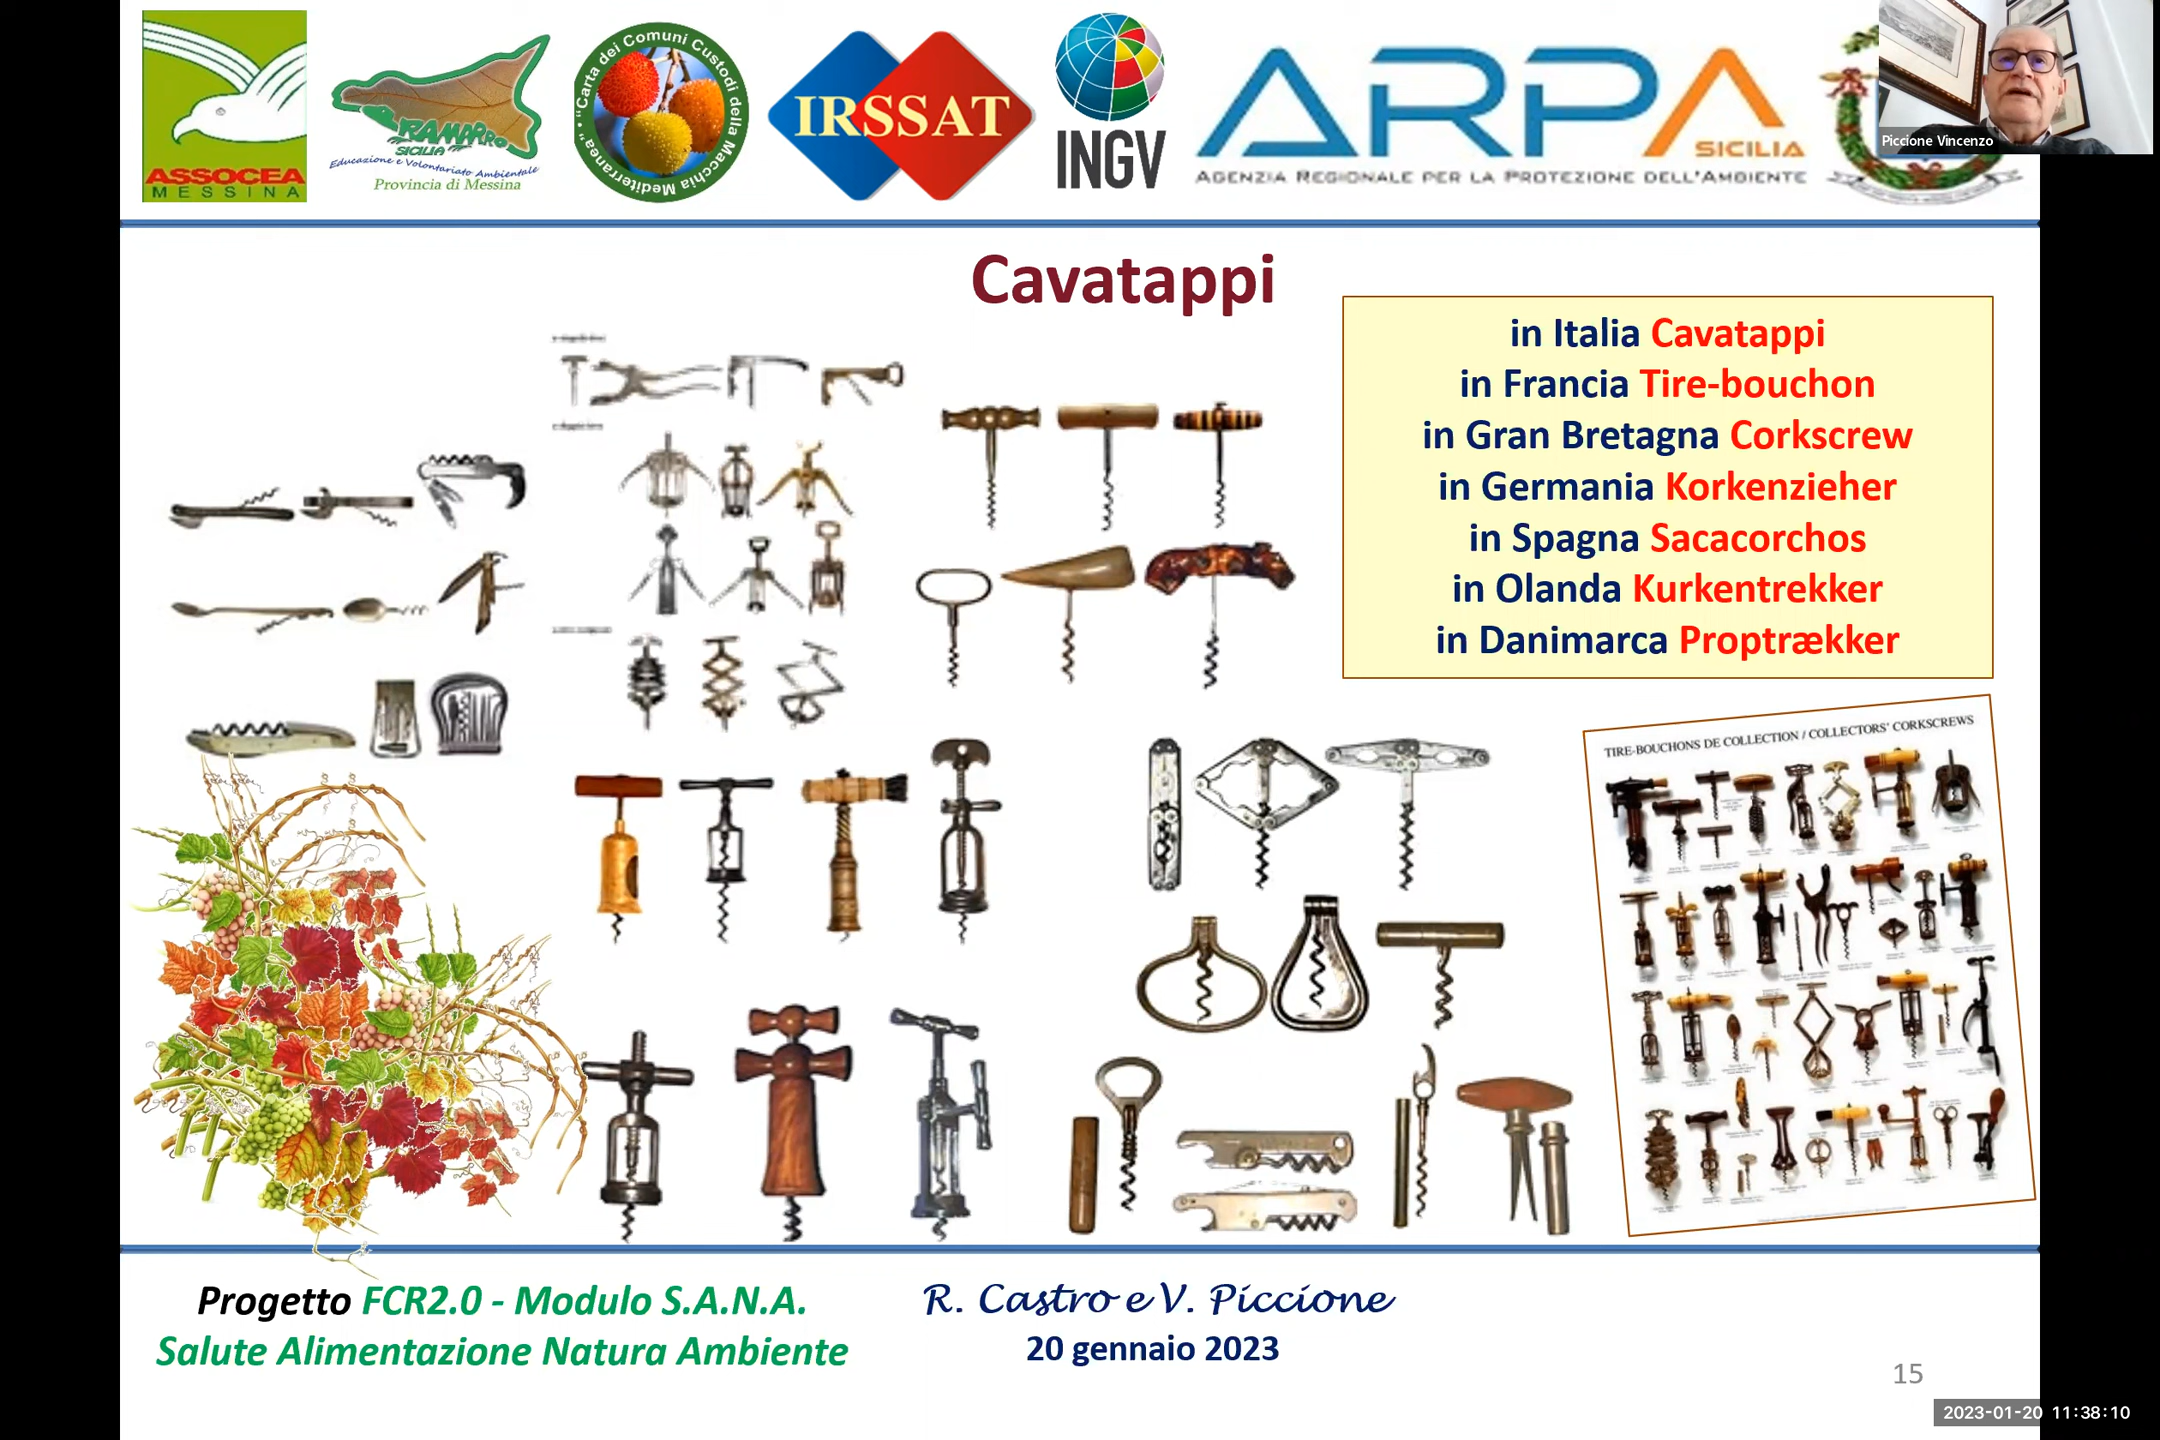 ASSOCEA
MESSINA
RAMARRO
SICILIA
Educazione e Volontariato Ambientale
Provincia di Messina
"Carta dei Comuni Custodi della Macchia Mediterranea"
IRSSAT
INGV
ARPA
SICILIA
AGENZIA REGIONALE PER LA PROTEZIONE DELL'AMBIENTE
Piccione Vincenzo
Cavatappi
in Italia Cavatappi
in Francia Tire-bouchon
in Gran Bretagna Corkscrew
in Germania Korkenzieher
in Spagna Sacacorchos
in Olanda Kurkentrekker
in Danimarca Proptrækker
TIRE-BOUCHONS DE COLLECTION / COLLECTORS' CORKSCREWS
Progetto FCR2.0 - Modulo S.A.N.A.
Salute Alimentazione Natura Ambiente
R. Castro e V. Piccione
20 gennaio 2023
15
2023-01-20 11:38:10